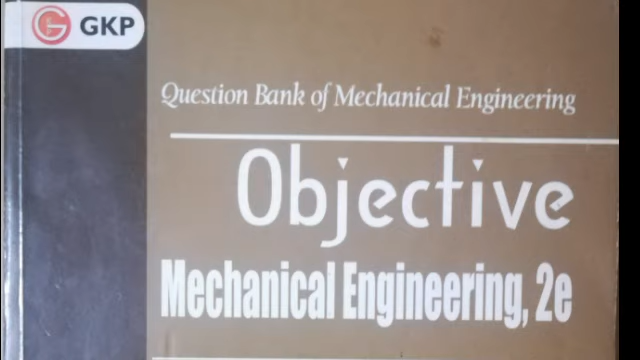 GKP
Question Bank of Mechanical Engineering
Objective
Mechanical Engineering, 2e